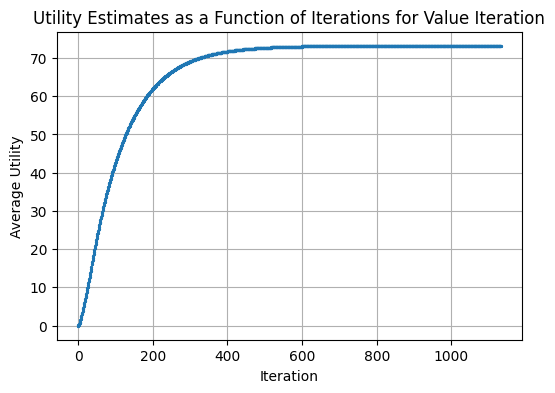 Utility Estimates as a Function of Iterations for Value Iteration
70
60
50
40
30
20
10
0
Average Utility
0 200 400 600 800 1000
Iteration